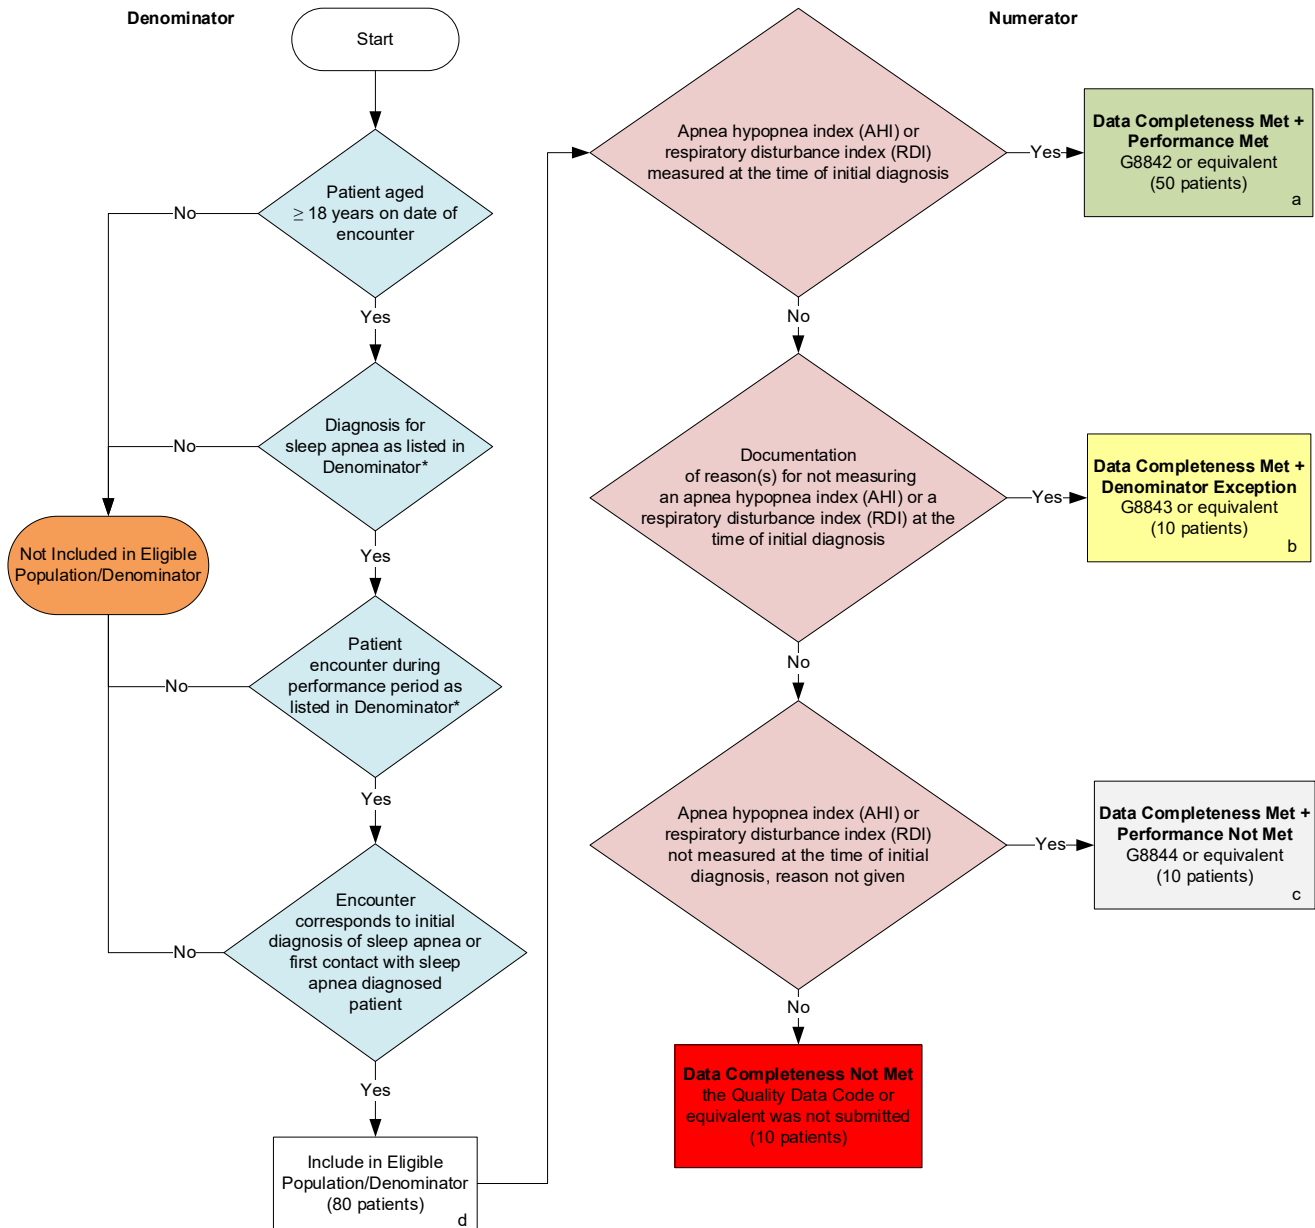 Denominator
Start
Patient aged
≥ 18 years on date of
encounter
No
Yes
Diagnosis for
sleep apnea as listed in
Denominator*
No
Yes
Not Included in Eligible
Population/Denominator
Patient
encounter during
performance period as
listed in Denominator*
No
Yes
Encounter
corresponds to initial
diagnosis of sleep apnea or
first contact with sleep
apnea diagnosed
patient
No
Yes
Include in Eligible
Population/Denominator
(80 patients)
d
Numerator
Apnea hypopnea index (AHI) or
respiratory disturbance index (RDI)
measured at the time of initial diagnosis
Yes
Data Completeness Met +
Performance Met
G8842 or equivalent
(50 patients)
a
No
Documentation
of reason(s) for not measuring
an apnea hypopnea index (AHI) or a
respiratory disturbance index (RDI) at the
time of initial diagnosis
Yes
Data Completeness Met +
Denominator Exception
G8843 or equivalent
(10 patients)
b
No
Apnea hypopnea index (AHI) or
respiratory disturbance index (RDI)
not measured at the time of initial
diagnosis, reason not given
Yes
Data Completeness Met +
Performance Not Met
G8844 or equivalent
(10 patients)
c
No
Data Completeness Not Met
the Quality Data Code or
equivalent was not submitted
(10 patients)